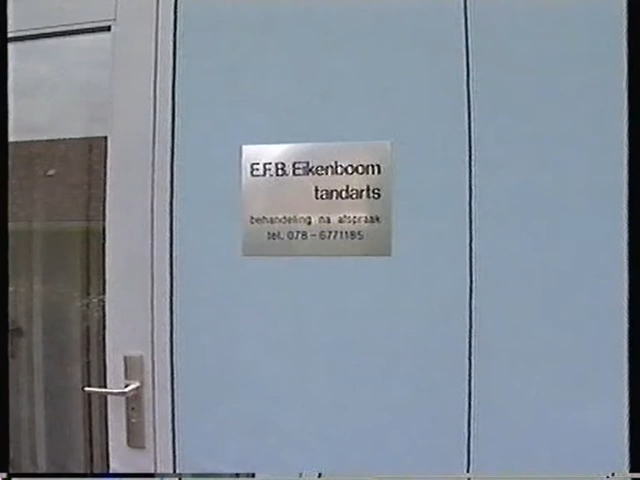 E.F.B. Eikenboom
tandarts
behandeling na afspraak
tel. 078-6771185